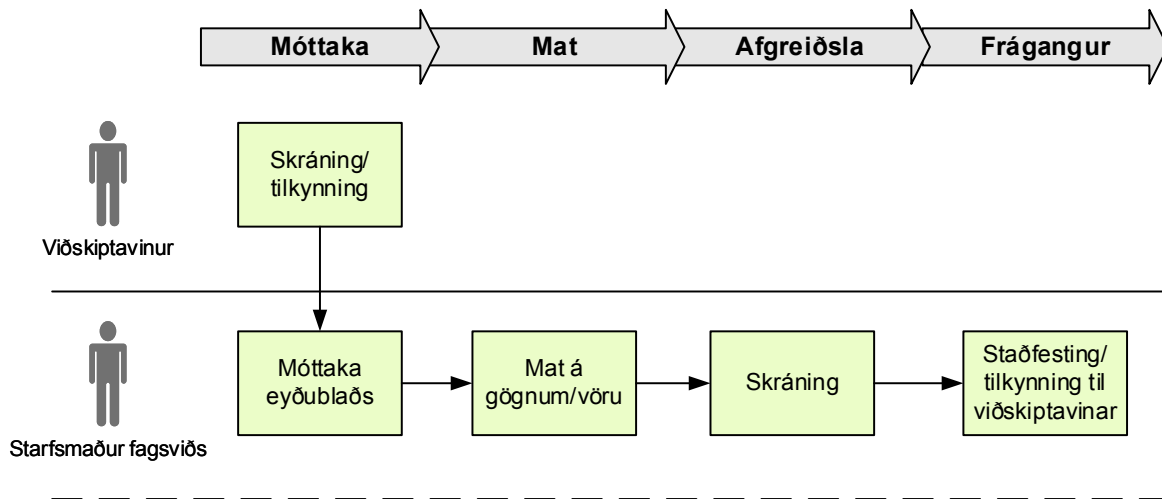 Móttaka
Mat
Afgreiðsla
Frágangur
Skráning/
tilkynning
Viðskiptavinur
Móttaka
eyðublaðs
Mat á
gögnum/vöru
Skráning
Staðfesting/
tilkynning til
viðskiptavinar
Starfsmaður fagsviðs